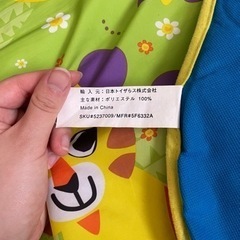 輸 入 元：日本トイザらス株式会社
主な素材：ポリエステル 100%
Made in China
SKU#5237009/MFR#5F6332A